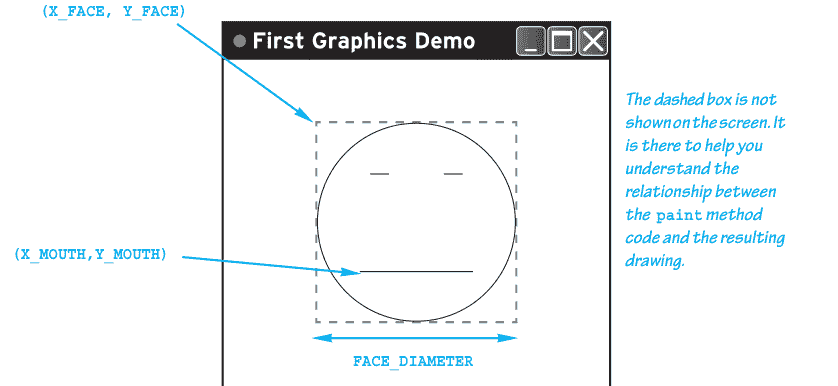 (X_FACE, Y_FACE)
First Graphics Demo
The dashed box is not
shown on the screen. It
is there to help you
understand the
relationship between
the paint method
code and the resulting
drawing.
(X_MOUTH,Y_MOUTH)
FACE_DIAMETER